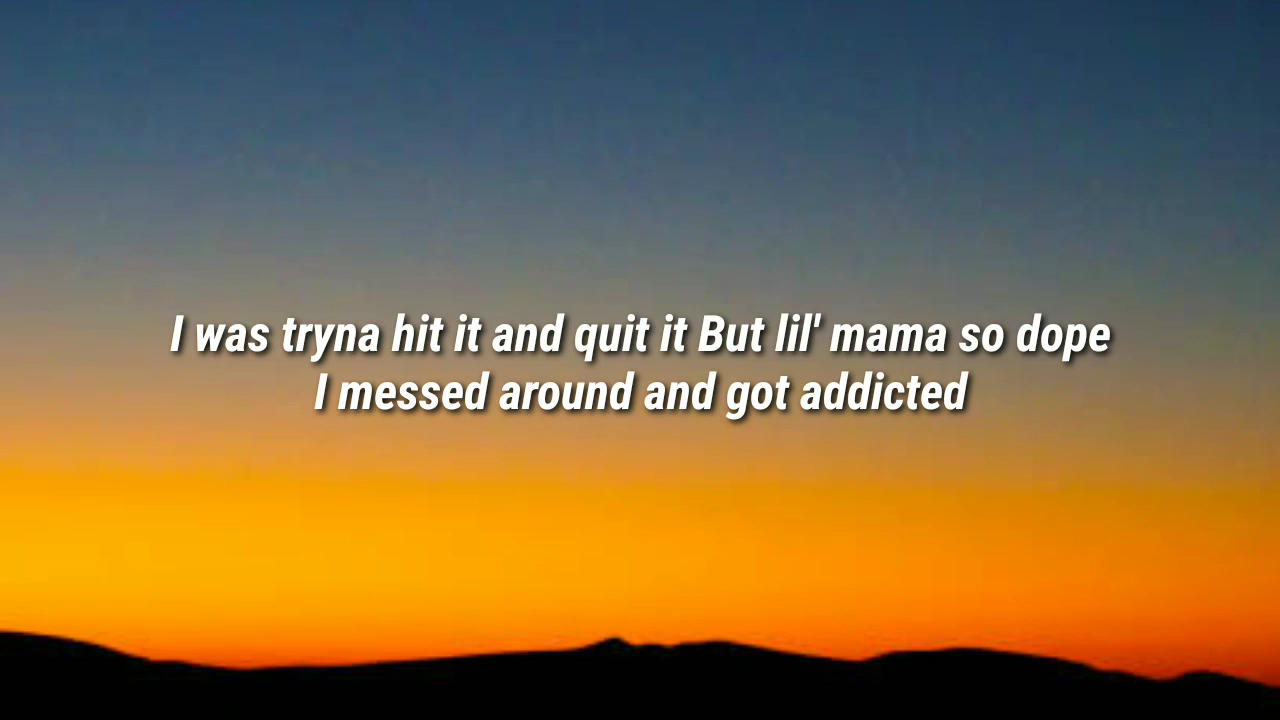 I was tryna hit it and quit it But lil' mama so dope
I messed around and got addicted